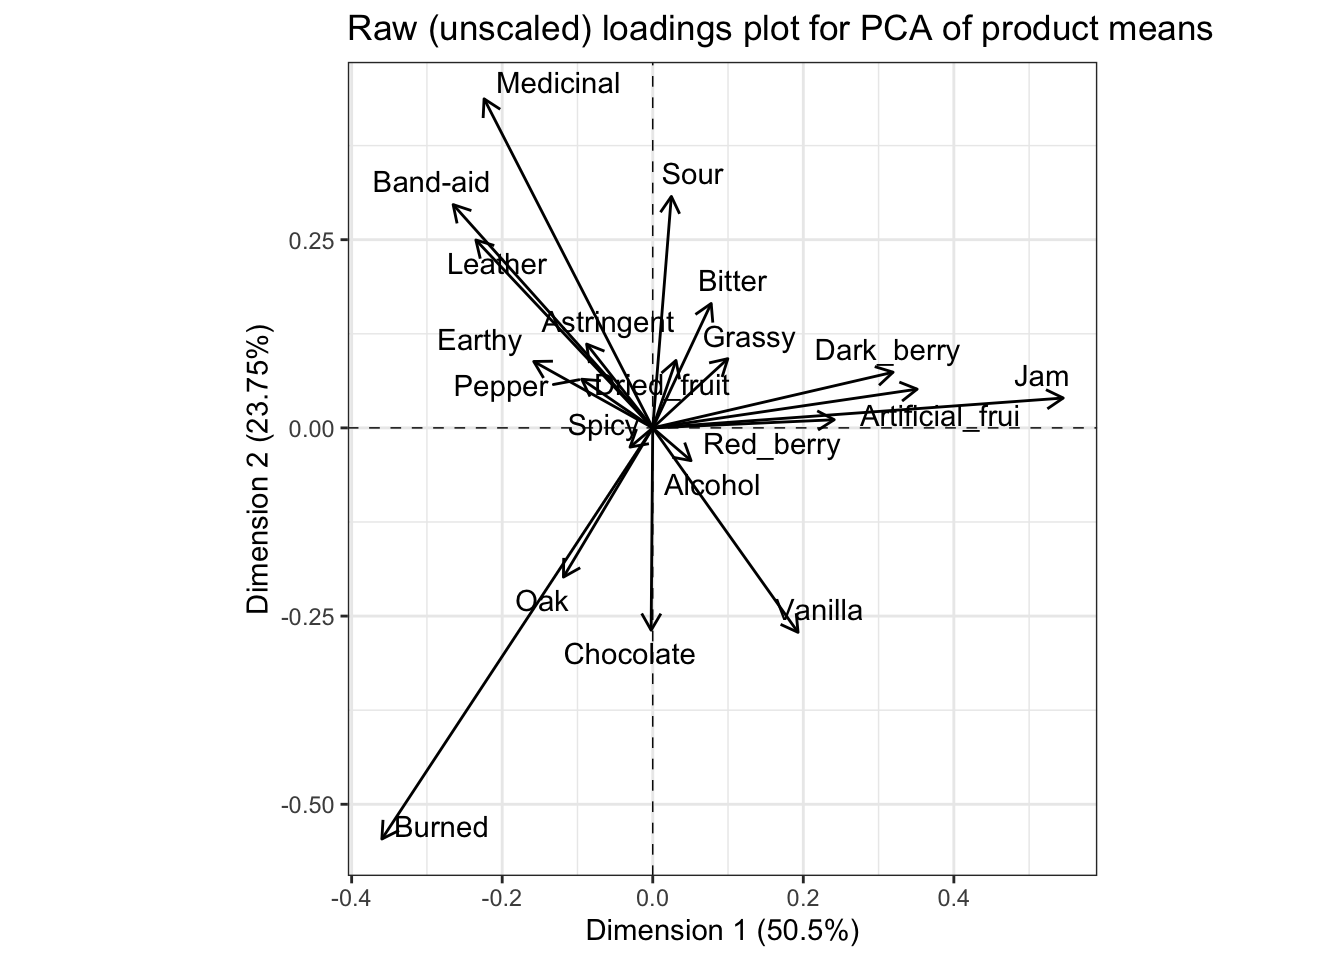 Raw (unscaled) loadings plot for PCA of product means
Medicinal
Band-aid
Sour
Leather
Bitter
Astringent
Earthy
Grassy
Dark_berry
Jam
Pepper
Dried_fruit
Artificial_frui
Spicy
Red_berry
Alcohol
Oak
Vanilla
Chocolate
Burned
0.25
0.00
-0.25
-0.50
-0.4
-0.2
0.0
0.2
0.4
Dimension 1 (50.5%)
Dimension 2 (23.75%)